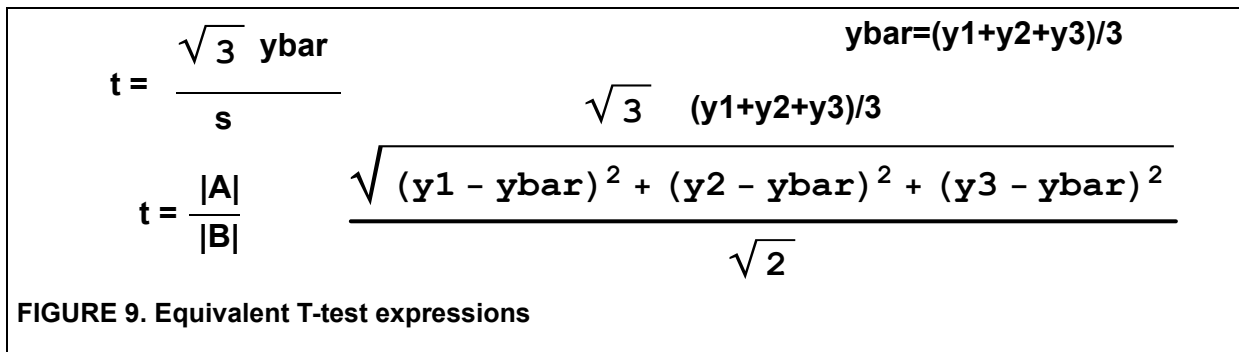 √3 ybar
ybar=(y1+y2+y3)/3
t =
s
√3 (y1+y2+y3)/3
t = |A|
|B|
√(y1 - ybar)² + (y2 - ybar)² + (y3 - ybar)²
√2
FIGURE 9. Equivalent T-test expressions